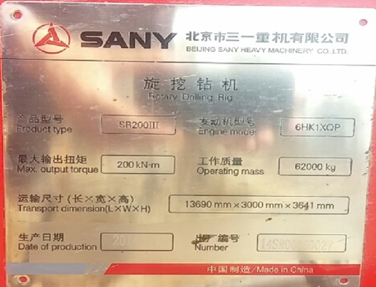 SANY 北京市三一重机有限公司
BEIJING SANY HEAVY MACHINERY CO.,LTD.
旋挖钻机
Rotary Drilling Rig
产品型号 SR200III 发动机型号 6HK1XQP
Product type Engine model
最大输出扭矩 200kN·m 工作质量 62000 kg
Max. output torque Operating mass
运输尺寸(长×宽×高) 13690 mm×3000 mm×3641 mm
Transport dimension(L×W×H)
生产日期 出厂编号
Date of production
中国制造/Made in China